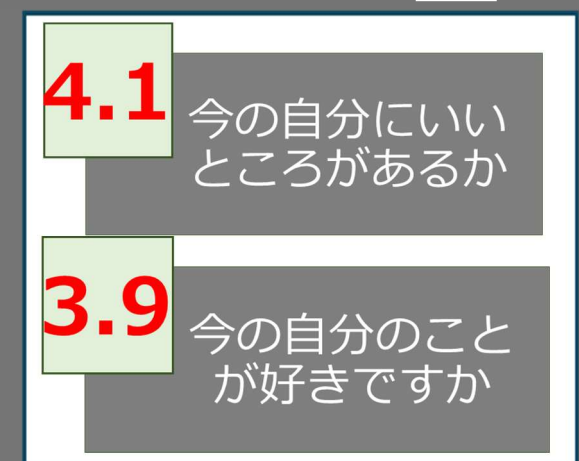 4.1
今の自分にいい
ところがあるか
3.9
今の自分のこと
が好きですか